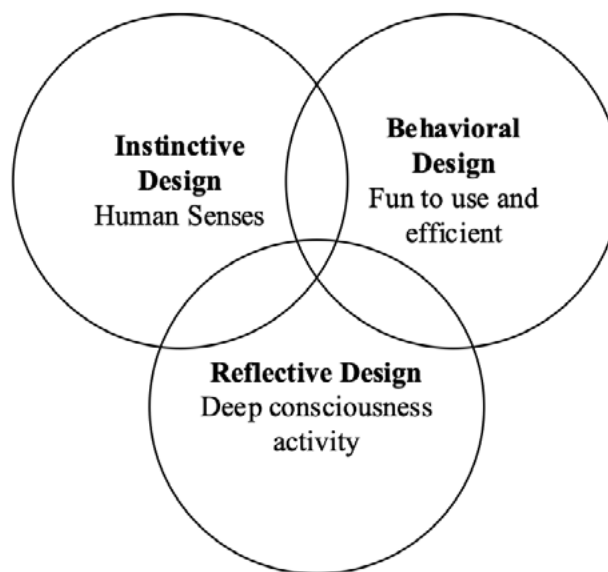 Instinctive
Design
Human Senses
Behavioral
Design
Fun to use and
efficient
Reflective Design
Deep consciousness
activity